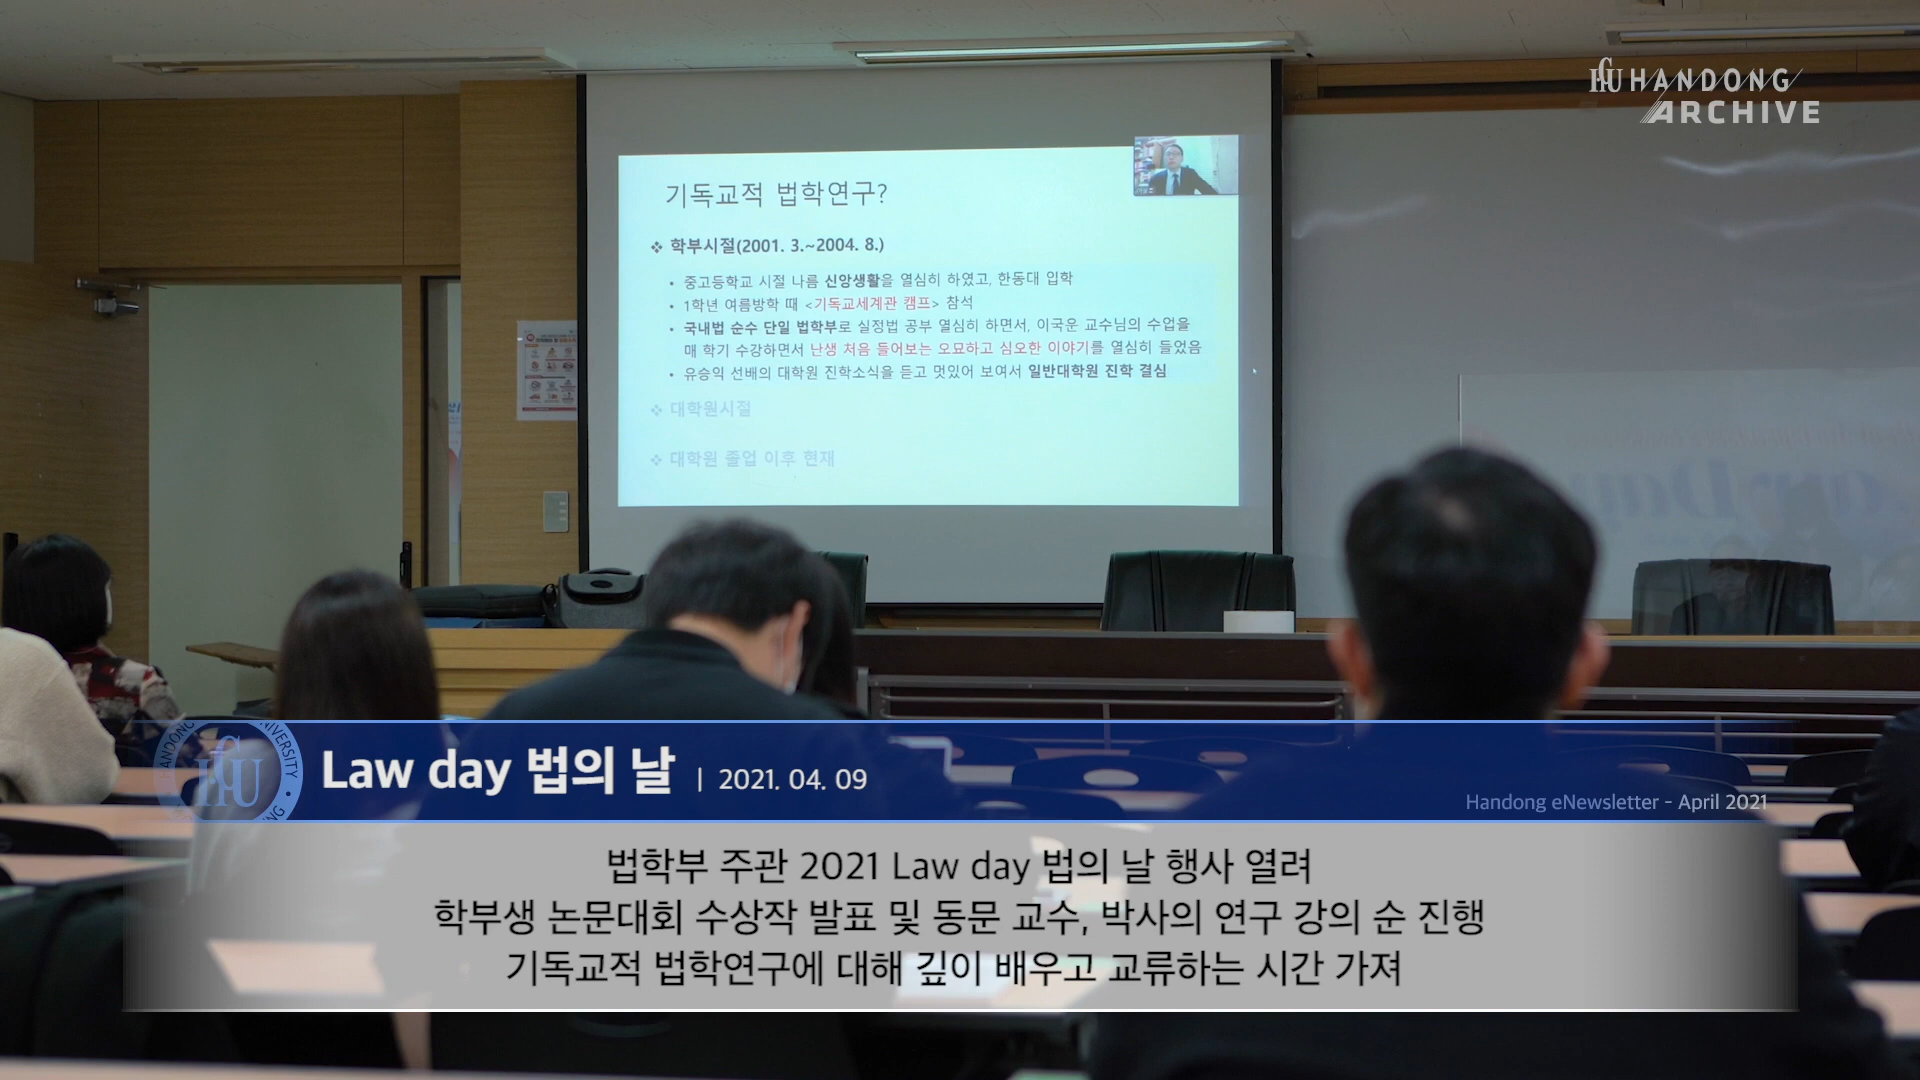 HGU HANDONG
ARCHIVE
기독교적 법학연구?
❖ 학부시절(2001. 3.~2004. 8.)
• 중고등학교 시절 나름 신앙생활을 열심히 하였고, 한동대 입학
• 1학년 여름방학 때 <기독교세계관 캠프> 참석
• 국내법 순수 단일 법학부로 실정법 공부 열심히 하면서, 이국운 교수님의 수업을
매 학기 수강하면서 난생 처음 들어보는 오묘하고 심오한 이야기를 열심히 들었음
• 유승익 선배의 대학원 진학소식을 듣고 멋있어 보여서 일반대학원 진학 결심
❖ 대학원시절
❖ 대학원 졸업 이후 현재
Law day 법의 날 | 2021. 04. 09
Handong eNewsletter - April 2021
법학부 주관 2021 Law day 법의 날 행사 열려
학부생 논문대회 수상작 발표 및 동문 교수, 박사의 연구 강의 순 진행
기독교적 법학연구에 대해 깊이 배우고 교류하는 시간 가져